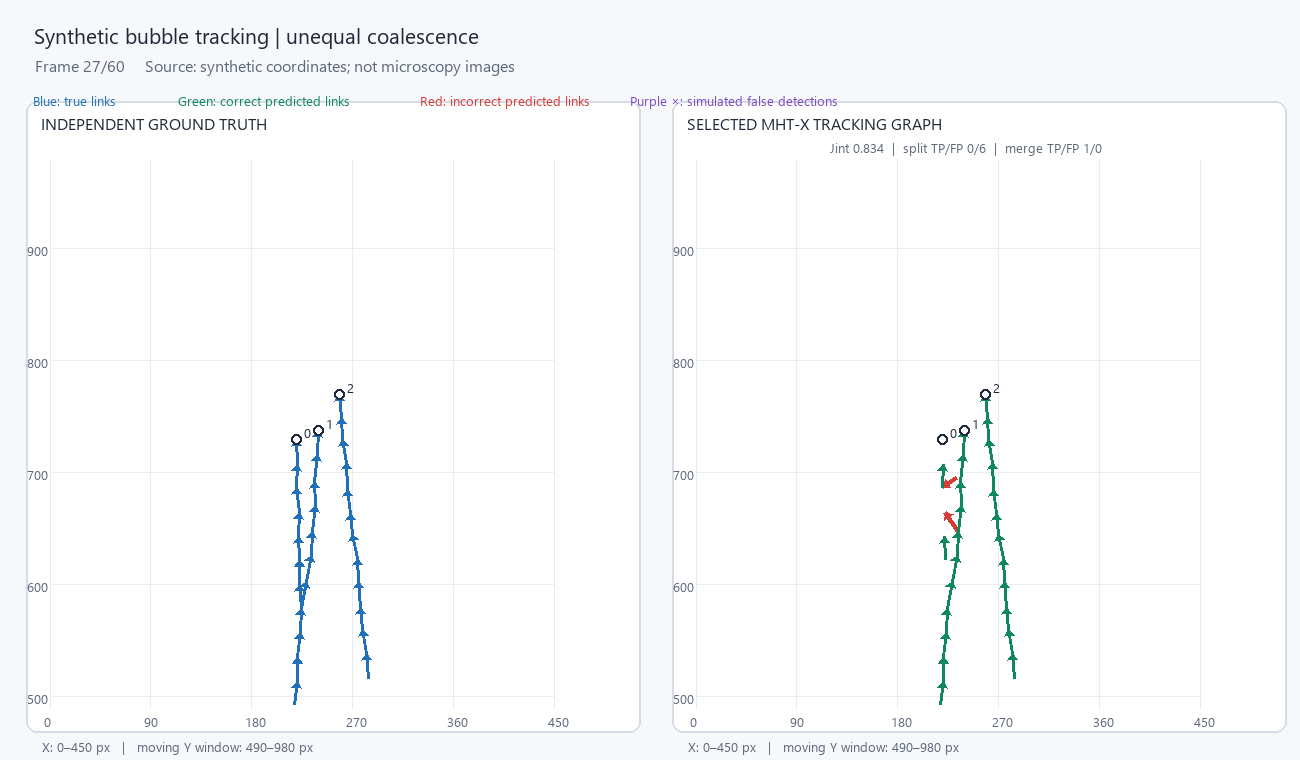 Synthetic bubble tracking | unequal coalescence
Frame 27/60 Source: synthetic coordinates; not microscopy images
Blue: true links Green: correct predicted links Red: incorrect predicted links Purple ×: simulated false detections
INDEPENDENT GROUND TRUTH
900
800
700
600
500
0 90 180 270 360 450
0
1
2
X: 0–450 px | moving Y window: 490–980 px
SELECTED MHT-X TRACKING GRAPH
Jint 0.834 | split TP/FP 0/6 | merge TP/FP 1/0
900
800
700
600
500
0 90 180 270 360 450
0
1
2
X: 0–450 px | moving Y window: 490–980 px